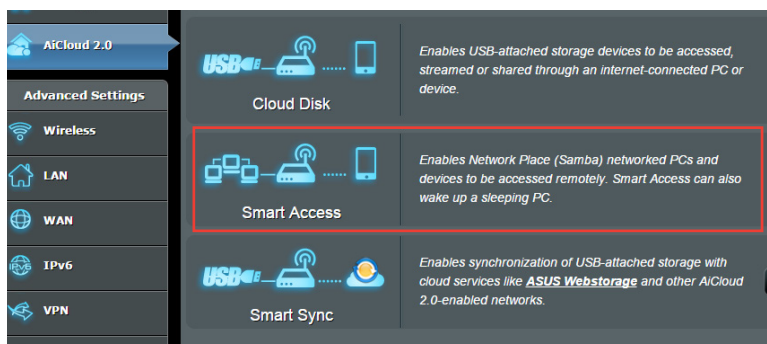 AiCloud 2.0
Advanced Settings
Wireless
LAN
WAN
IPv6
IPv6
VPN
USB
Cloud Disk
Enables USB-attached storage devices to be accessed,
streamed or shared through an internet-connected PC or
device.
Smart Access
Enables Network Place (Samba) networked PCs and
devices to be accessed remotely. Smart Access can also
wake up a sleeping PC.
USB
Smart Sync
Enables synchronization of USB-attached storage with
cloud services like ASUS Webstorage and other AiCloud
2.0-enabled networks.